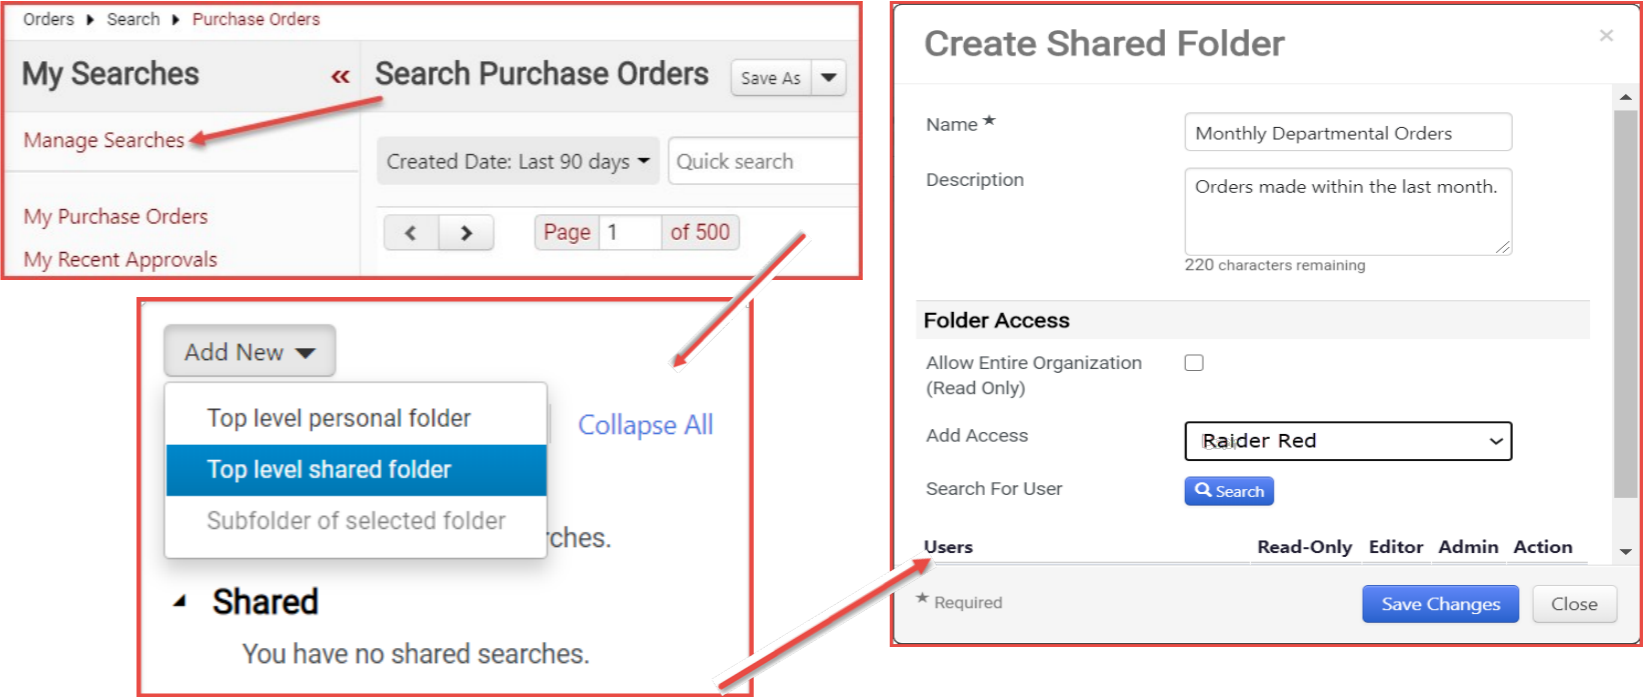 Orders ▶ Search ▶ Purchase Orders
My Searches
«
Search Purchase Orders
Save As
Manage Searches
Created Date: Last 90 days
Quick search
My Purchase Orders
< > Page 1 of 500
My Recent Approvals
Add New
Top level personal folder
Collapse All
Top level shared folder
Subfolder of selected folder
rches.
Shared
You have no shared searches.
Create Shared Folder
×
Name ★
Monthly Departmental Orders
Description
Orders made within the last month.
220 characters remaining
Folder Access
Allow Entire Organization
(Read Only)
Add Access
Raider Red
Search For User
Search
Users Read-Only Editor Admin Action
★ Required
Save Changes
Close